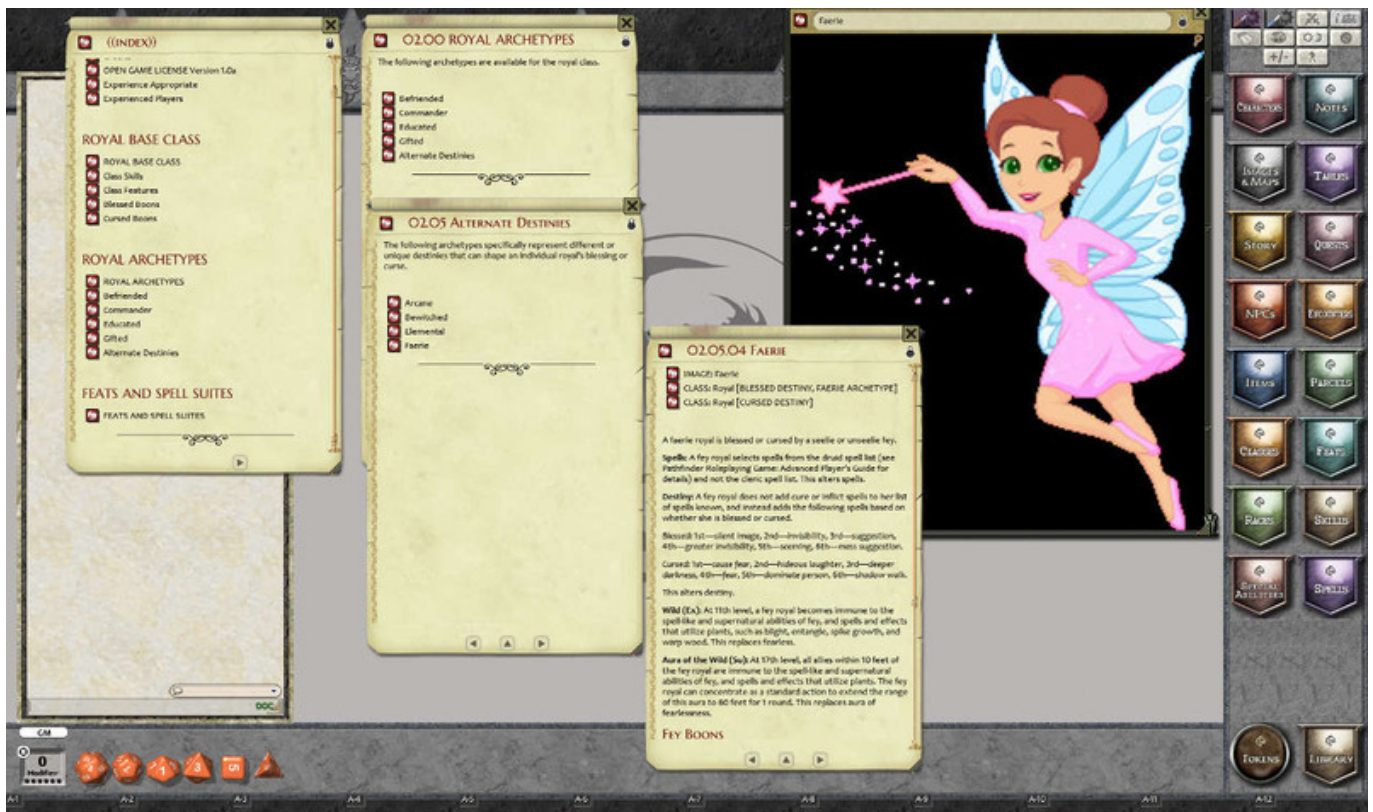 ((INDEX))
OPEN GAME LICENSE Version 1.0a
Experience Appropriate
Experienced Players
ROYAL BASE CLASS
ROYAL BASE CLASS
Class Skills
Class Features
Blessed Boons
Cursed Boons
ROYAL ARCHETYPES
ROYAL ARCHETYPES
Befriended
Commander
Educated
Gifted
Alternate Destinies
FEATS AND SPELL SUITES
FEATS AND SPELL SUITES
02.00 ROYAL ARCHETYPES
The following archetypes are available for the royal class.
Befriended
Commander
Educated
Gifted
Alternate Destinies
02.05 ALTERNATE DESTINIES
The following archetypes specifically represent different or
unique destinies that can shape an individual royal's blessing or
curse.
Arcane
Bewitched
Elemental
Faerie
02.05.04 FAERIE
IMAGE: Faerie
CLASS: Royal [BLESSED DESTINY, FAERIE ARCHETYPE]
CLASS: Royal [CURSED DESTINY]
A faerie royal is blessed or cursed by a seelie or unseelie fey.
Spells: A fey royal selects spells from the druid spell list (see
Pathfinder Roleplaying Game: Advanced Player's Guide for
details) and not the cleric spell list. This alters spells.
Destiny: A fey royal does not add cure or inflict spells to her list
of spells known, and instead adds the following spells based on
whether she is blessed or cursed.
Blessed: 1st—silent image, 2nd—invisibility, 3rd—suggestion,
4th—greater invisibility, 5th—seeming, 6th—mass suggestion.
Cursed: 1st—cause fear, 2nd—hideous laughter, 3rd—deeper
darkness, 4th—fear, 5th—dominate person, 6th—shadow walk.
This alters destiny.
Wild (Ex): At 11th level, a fey royal becomes immune to the
spell-like and supernatural abilities of fey, and spells and effects
that utilize plants, such as blight, entangle, spike growth, and
warp wood. This replaces fearless.
Aura of the Wild (Su): At 17th level, all allies within 10 feet of
the fey royal are immune to the spell-like and supernatural
abilities of fey, and spells and effects that utilize plants. The fey
royal can concentrate as a standard action to extend the range
of this aura to 60 feet for 1 round. This replaces aura of
fearlessness.
FEY BOONS
Faerie
+/-
CHARACTERS
NOTES
IMAGES
& MAPS
TABLES
STORY
QUESTS
NPCS
ENCOUNTERS
ITEMS
PARCELS
CLASSES
FEATS
RACES
SKILLS
SPECIAL
ABILITIES
SPELLS
TOKENS
LIBRARY
DOC
GM
0
Modifier
1
3
5
A-1
A-2
A-3
A-4
A-5
A-6
A-7
A-8
A-9
A-10
A-11
A-12